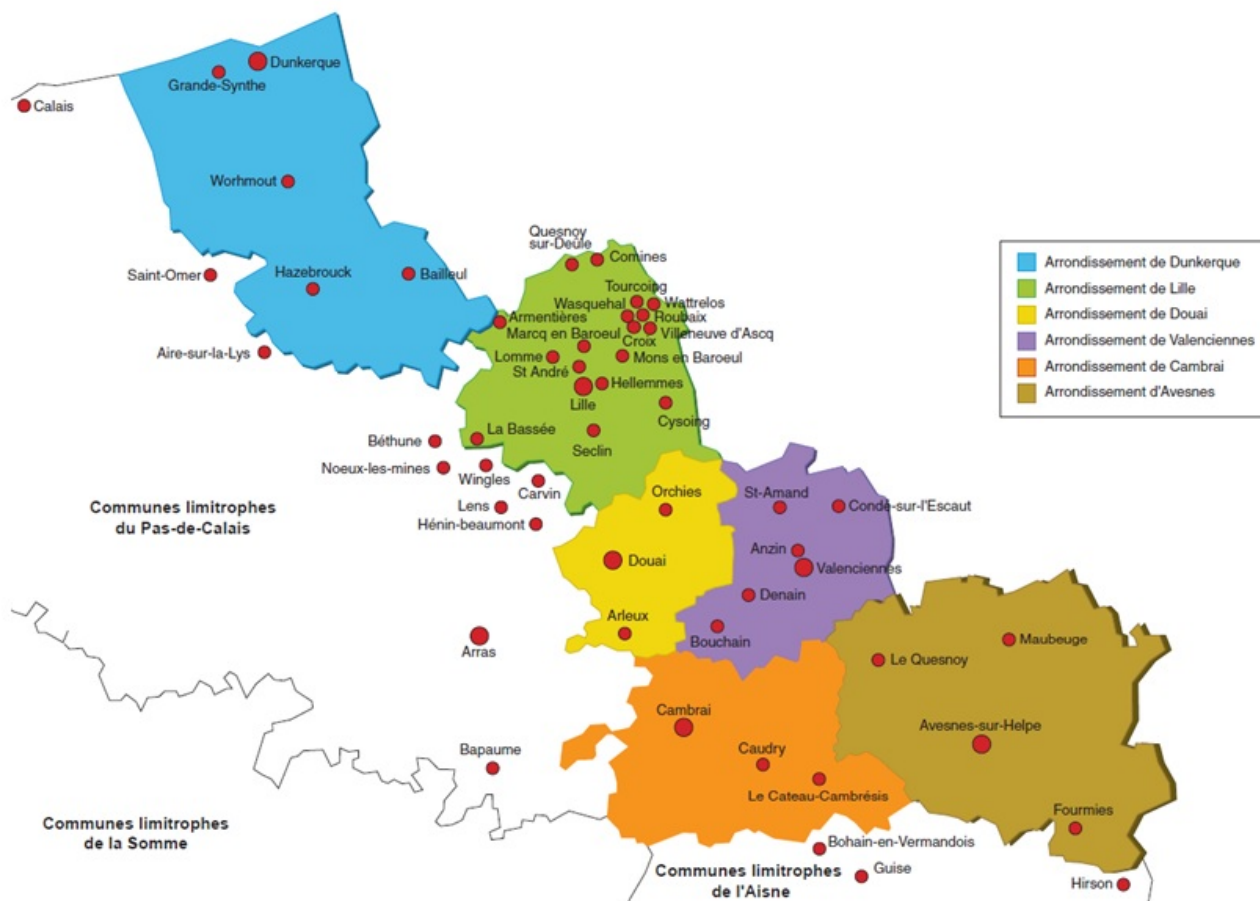 Dunkerque
Grande-Synthe
Calais
Worhmout
Quesnoy
sur-Deûle
Comines
Saint-Omer
Hazebrouck
Bailleul
Tourcoing
Wasquehal
Wattrelos
Armentières
Roubaix
Marcq en Baroeul
Villeneuve d'Ascq
Croix
Aire-sur-la-Lys
Lomme
Mons en Baroeul
St André
Hellemmes
Lille
Cysoing
La Bassée
Béthune
Seclin
Noeux-les-mines
Wingles
Carvin
Orchies
St-Amand
Condé-sur-l'Escaut
Lens
Hénin-beaumont
Communes limitrophes
du Pas-de-Calais
Anzin
Douai
Valenciennes
Denain
Arleux
Bouchain
Maubeuge
Arras
Le Quesnoy
Cambrai
Avesnes-sur-Helpe
Bapaume
Caudry
Le Cateau-Cambrésis
Fourmies
Communes limitrophes
de la Somme
Bohain-en-Vermandois
Communes limitrophes
de l'Aisne
Guise
Hirson
Arrondissement de Dunkerque
Arrondissement de Lille
Arrondissement de Douai
Arrondissement de Valenciennes
Arrondissement de Cambrai
Arrondissement d'Avesnes